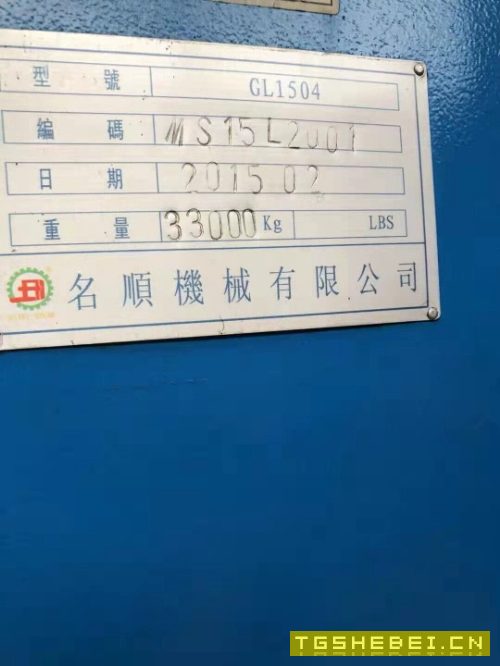 型號 GL1504
編碼 MS15L2001
日期 2015 02
重量 33000 Kg LBS
名順機械有限公司
TGSHEBEI.CN